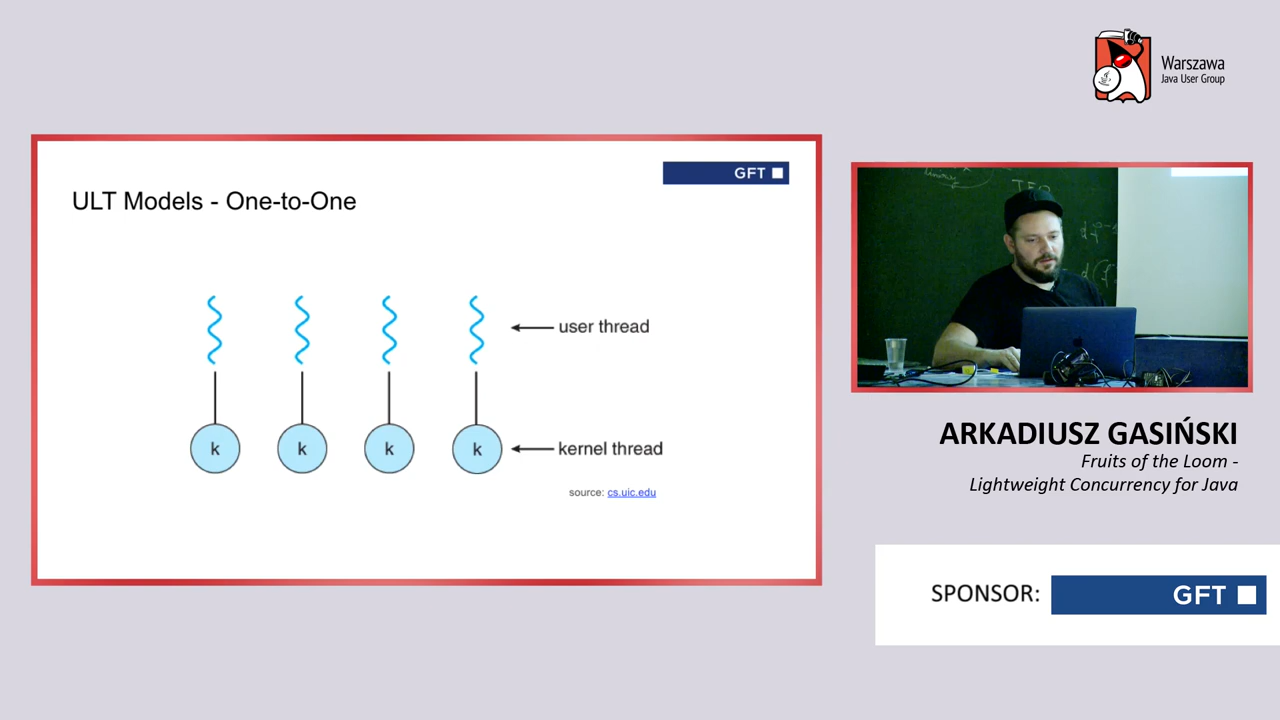 Warszawa
Java User Group
GFT
ULT Models - One-to-One
user thread
k k k k
kernel thread
source: cs.uic.edu
ARKADIUSZ GASIŃSKI
Fruits of the Loom -
Lightweight Concurrency for Java
SPONSOR:
GFT